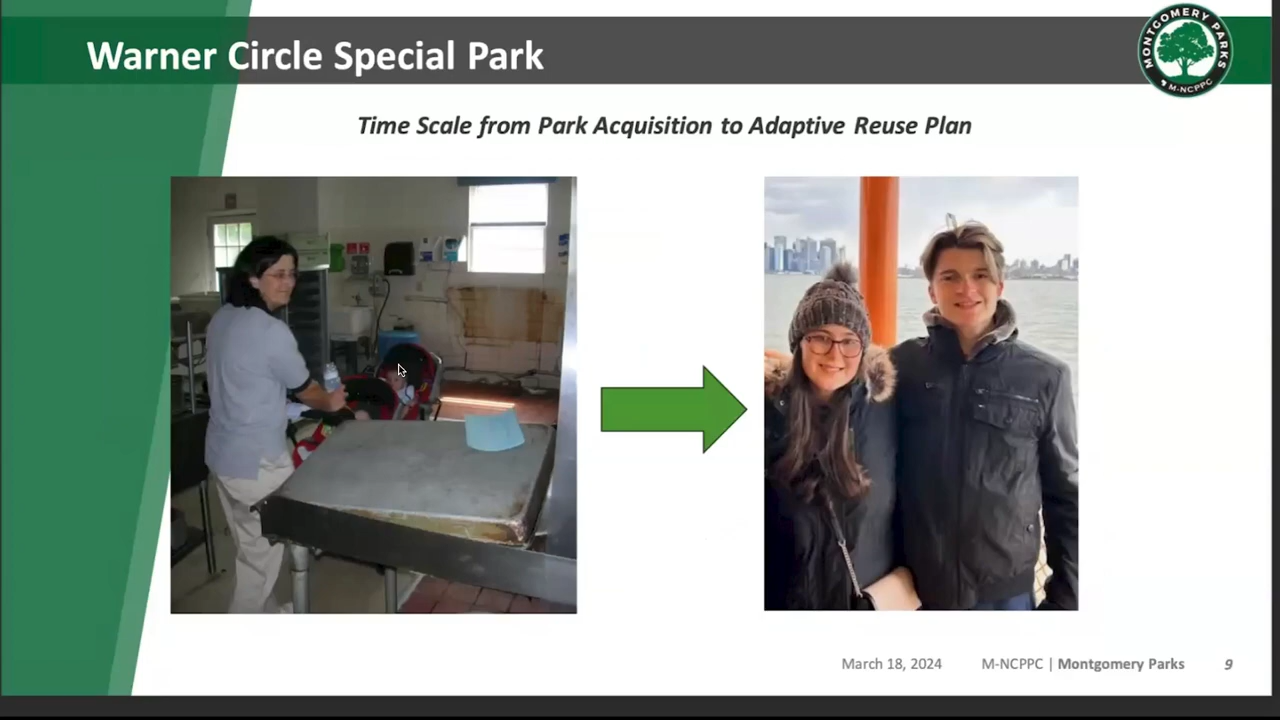 Warner Circle Special Park
MONTGOMERY PARKS
M-NCPPC
Time Scale from Park Acquisition to Adaptive Reuse Plan
March 18, 2024
M-NCPPC | Montgomery Parks
9